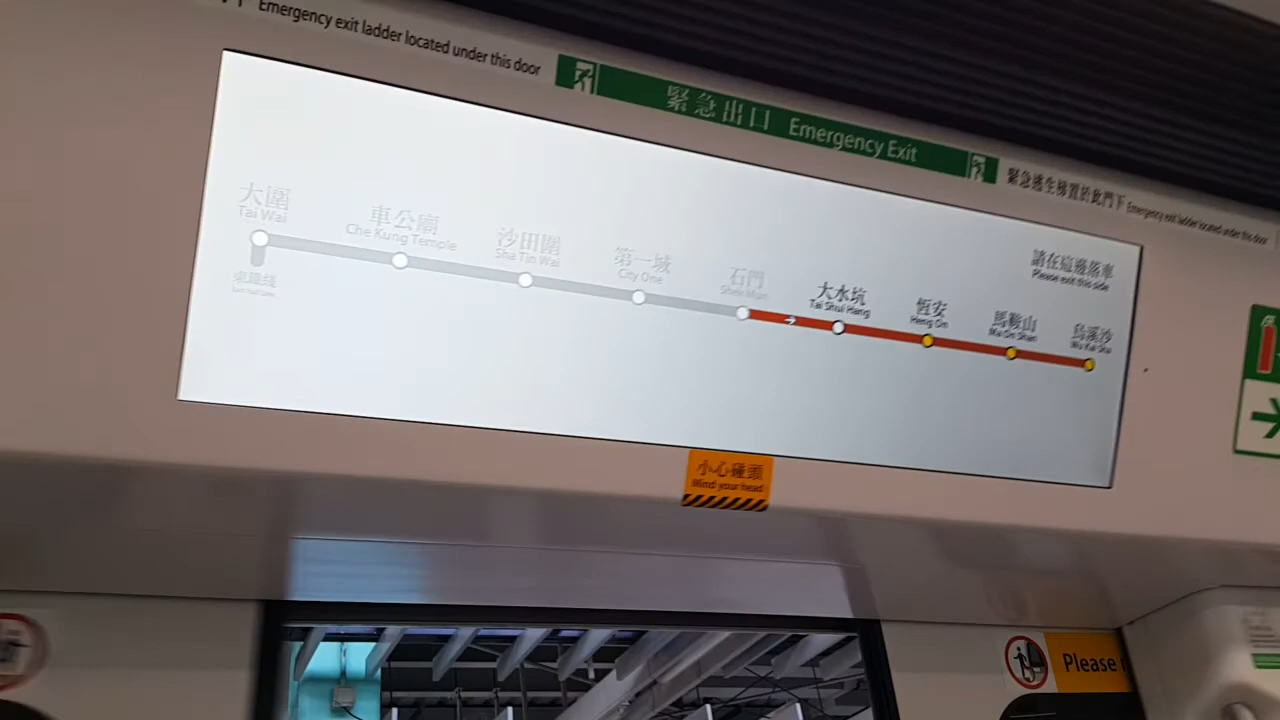 Emergency exit ladder located under this door
緊急出口 Emergency Exit
緊急逃生梯置於此門下 Emergency exit ladder located under this door
請在這邊落車
Please exit this side
大圍
Tai Wai
東鐵綫
車公廟
Che Kung Temple
沙田圍
Sha Tin Wai
第一城
City One
石門
Shek Mun
大水坑
Tai Shui Hang
恆安
Heng On
馬鞍山
Ma On Shan
烏溪沙
Wu Kai Sha
小心碰頭
Mind your head
Please